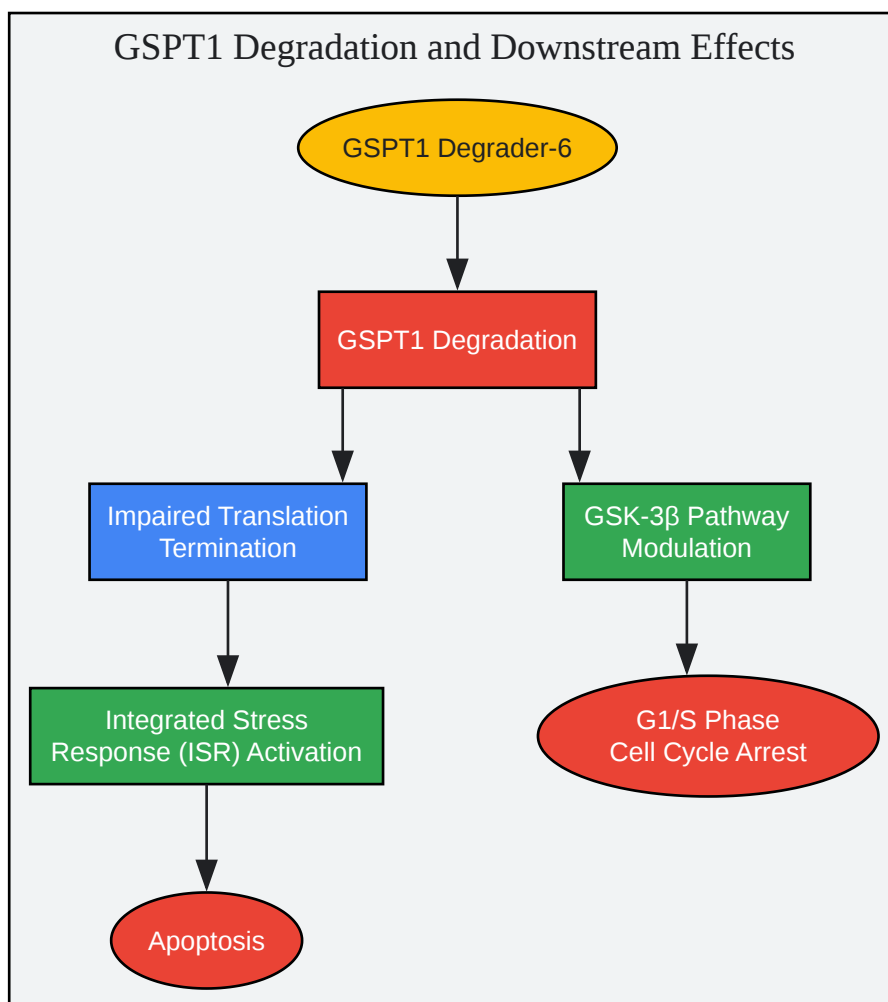 GSPT1 Degradation and Downstream Effects
GSPT1 Degrader-6
GSPT1 Degradation
Impaired Translation
Termination
GSK-3β Pathway
Modulation
Integrated Stress
Response (ISR) Activation
G1/S Phase
Cell Cycle Arrest
Apoptosis